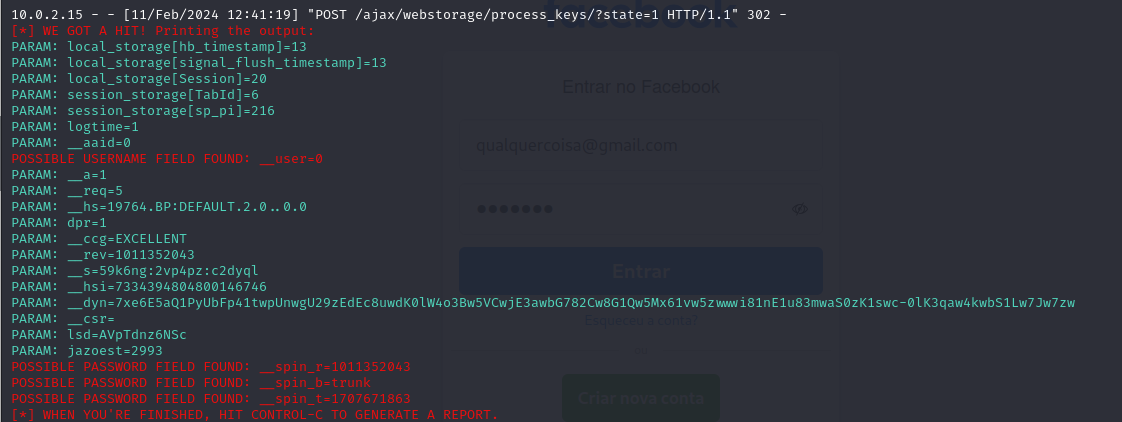 10.0.2.15 - - [11/Feb/2024 12:41:19] "POST /ajax/webstorage/process_keys/?state=1 HTTP/1.1" 302 -
facebook
[*] WE GOT A HIT! Printing the output:
PARAM: local_storage[hb_timestamp]=13
PARAM: local_storage[signal_flush_timestamp]=13
PARAM: local_storage[Session]=20
Entrar no Facebook
PARAM: session_storage[TabId]=6
PARAM: session_storage[sp_pi]=216
PARAM: logtime=1
PARAM: __aaid=0
qualquercoisa@gmail.com
POSSIBLE USERNAME FIELD FOUND: __user=0
PARAM: __a=1
PARAM: __req=5
PARAM: __hs=19764.BP:DEFAULT.2.0..0.0
•••••••
PARAM: dpr=1
PARAM: __ccg=EXCELLENT
PARAM: __rev=1011352043
PARAM: __s=59k6ng:2vp4pz:c2dyql
Entrar
PARAM: __hsi=7334394804800146746
PARAM: __dyn=7xe6E5aQ1PyUbFp41twpUnwgU29zEdEc8uwdK0lW4o3Bw5VCwjE3awbG782Cw8G1Qw5Mx61vw5zwwwi81nE1u83mwaS0zK1swc-0lK3qaw4kwbS1Lw7Jw7zw
PARAM: __csr=
Esqueceu a conta?
PARAM: lsd=AVpTdnz6NSc
PARAM: jazoest=2993
POSSIBLE PASSWORD FIELD FOUND: __spin_r=1011352043
POSSIBLE PASSWORD FIELD FOUND: __spin_b=trunk
POSSIBLE PASSWORD FIELD FOUND: __spin_t=1707671863
Criar nova conta
[*] WHEN YOU'RE FINISHED, HIT CONTROL-C TO GENERATE A REPORT.